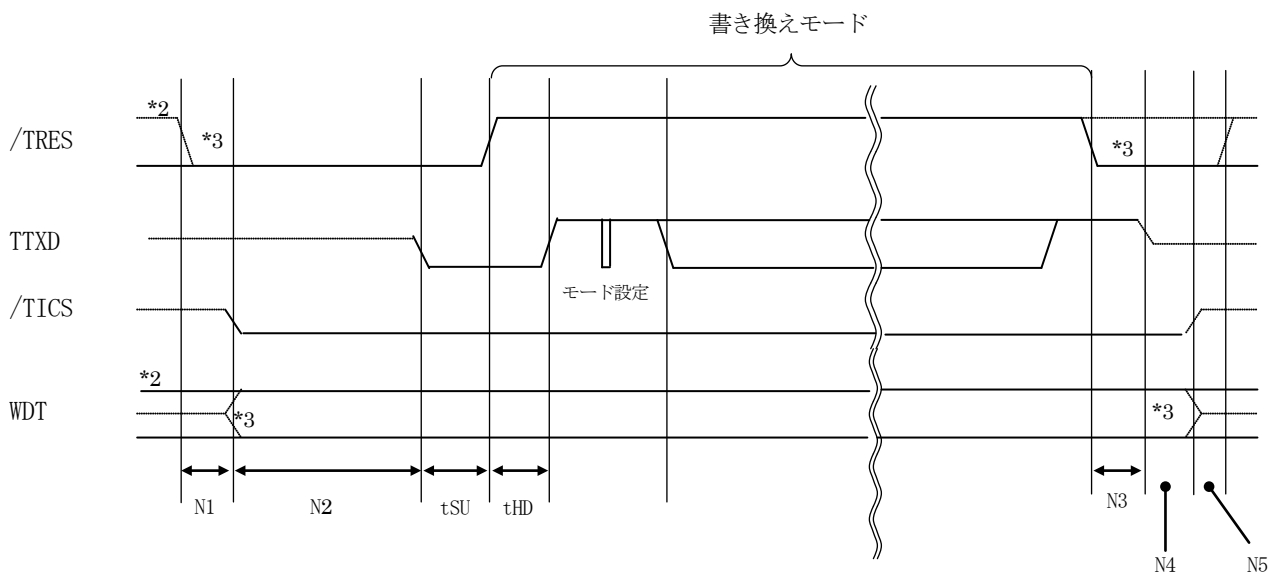 書き換えモード
*2
*3
*3
/TRES
TTXD
モード設定
/TICS
*2
*3
*3
WDT
N1
N2
tSU
tHD
N3
N4
N5